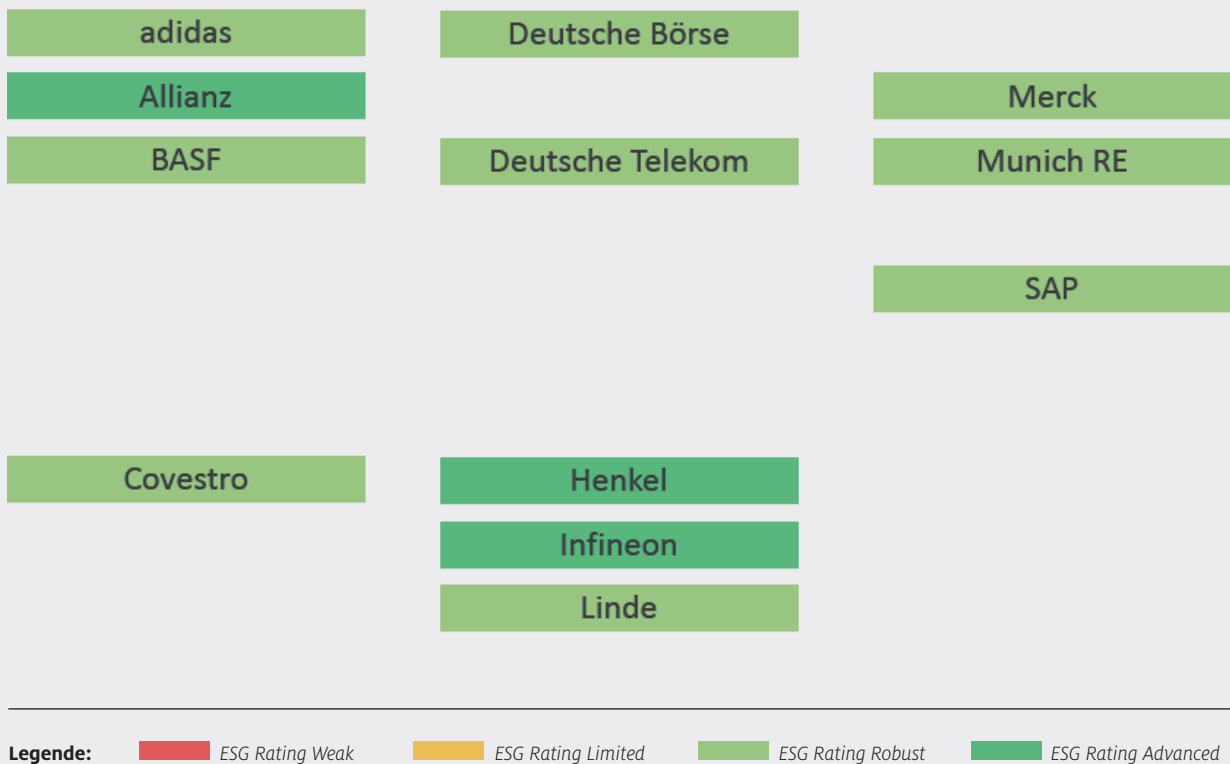 adidas
Allianz
BASF
Covestro
Deutsche Börse
Deutsche Telekom
Henkel
Infineon
Linde
Merck
Munich RE
SAP
Legende: ESG Rating Weak ESG Rating Limited ESG Rating Robust ESG Rating Advanced